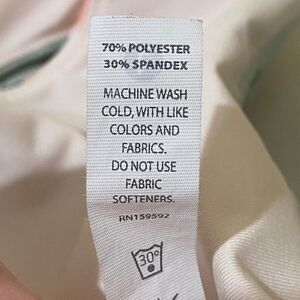 70% POLYESTER
30% SPANDEX
MACHINE WASH
COLD, WITH LIKE
COLORS AND
FABRICS.
DO NOT USE
FABRIC
SOFTENERS.
RN159592
30°